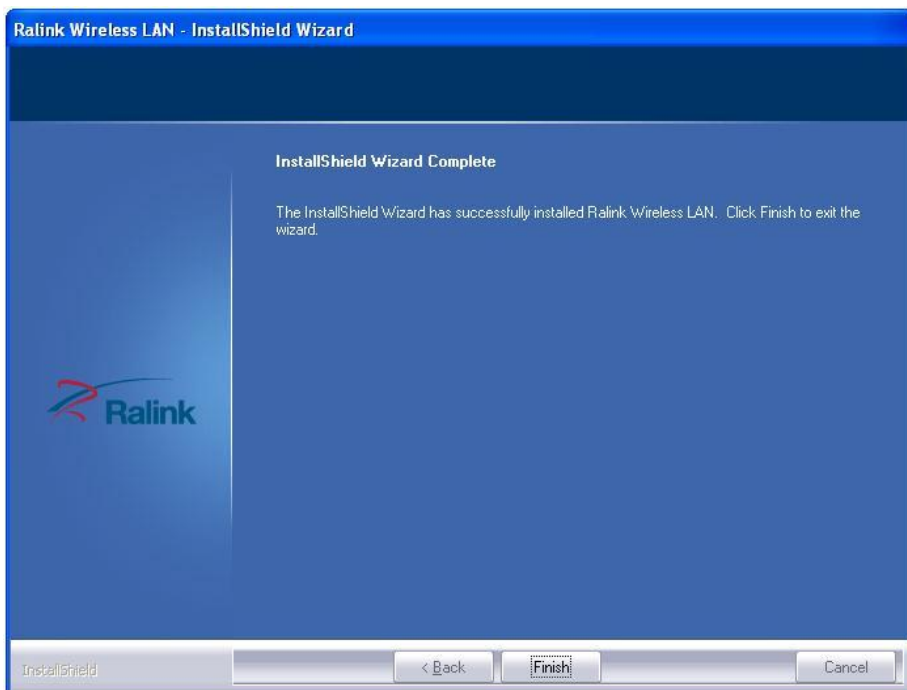 Ralink Wireless LAN - InstallShield Wizard
InstallShield Wizard Complete
The InstallShield Wizard has successfully installed Ralink Wireless LAN. Click Finish to exit the
wizard.
Ralink
InstallShield
< Back
Finish
Cancel